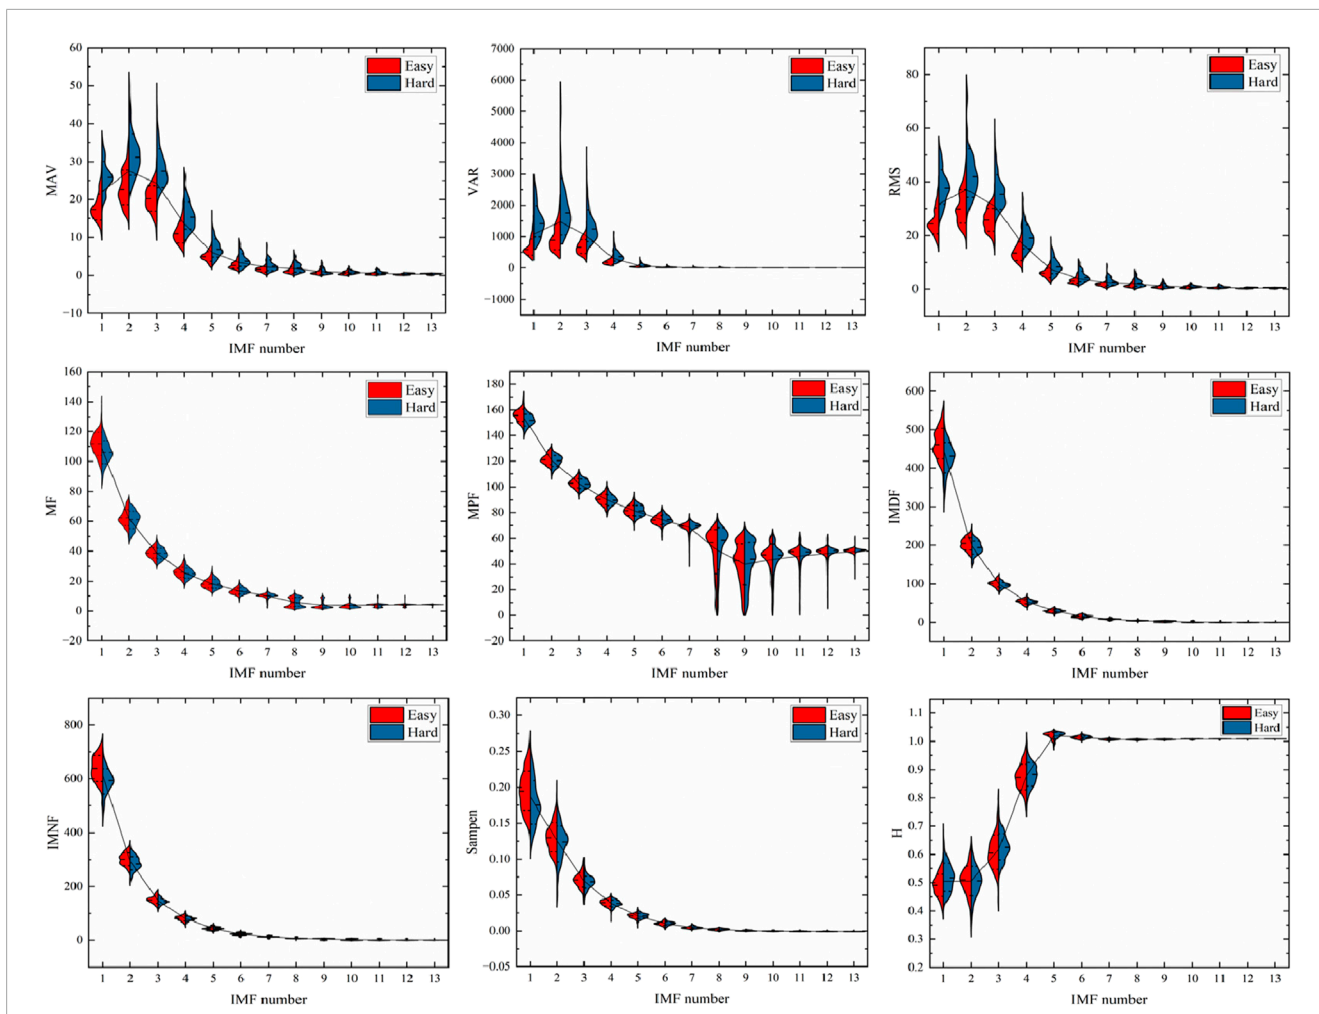 60
50
40
30
20
10
0
−10
MAV
Easy
Hard
1 2 3 4 5 6 7 8 9 10 11 12 13
IMF number
7000
6000
5000
4000
3000
2000
1000
0
−1000
VAR
Easy
Hard
1 2 3 4 5 6 7 8 9 10 11 12 13
IMF number
80
60
40
20
0
RMS
Easy
Hard
1 2 3 4 5 6 7 8 9 10 11 12 13
IMF number
160
140
120
100
80
60
40
20
0
−20
MF
Easy
Hard
1 2 3 4 5 6 7 8 9 10 11 12 13
IMF number
180
160
140
120
100
80
60
40
20
0
−20
MPF
Easy
Hard
1 2 3 4 5 6 7 8 9 10 11 12 13
IMF number
600
500
400
300
200
100
0
IMDF
Easy
Hard
1 2 3 4 5 6 7 8 9 10 11 12 13
IMF number
800
600
400
200
0
IMNF
Easy
Hard
1 2 3 4 5 6 7 8 9 10 11 12 13
IMF number
0.30
0.25
0.20
0.15
0.10
0.05
0.00
−0.05
Sampen
Easy
Hard
1 2 3 4 5 6 7 8 9 10 11 12 13
IMF number
1.1
1.0
0.9
0.8
0.7
0.6
0.5
0.4
0.3
0.2
H
Easy
Hard
1 2 3 4 5 6 7 8 9 10 11 12 13
IMF number